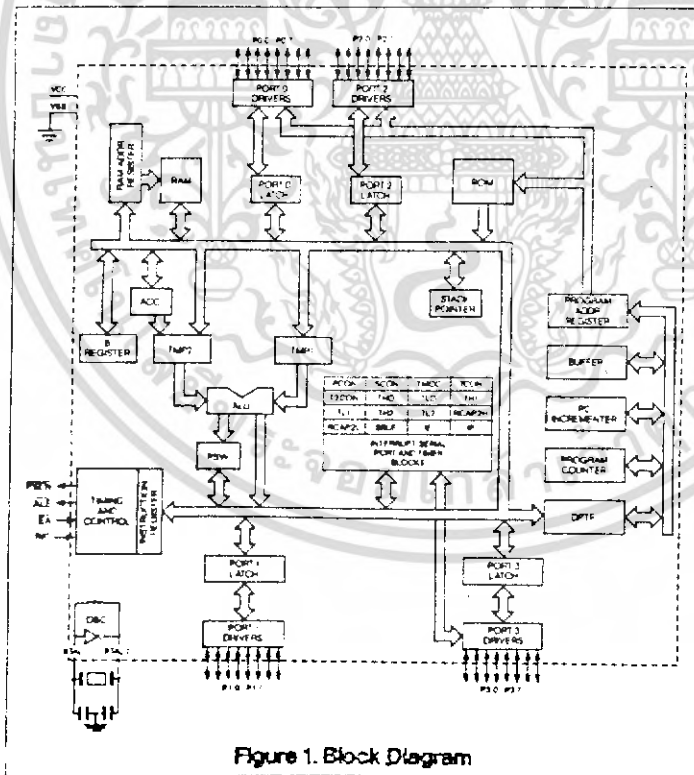 P0.0 P0.7
P2.0 P2.7
VCC
VSS
PORT 0
DRIVERS
PORT 2
DRIVERS
RAM ADDR
REGISTER
RAM
PORT 0
LATCH
PORT 2
LATCH
ROM
B
REGISTER
ACC
STACK
POINTER
PROGRAM
ADDR
REGISTER
TMP2
TMP1
BUFFER
ALU
PCON
SCON
TMOD
TCON
T2CON
TH0
TL0
TH1
TL1
TH2
TL2
RCAP2H
RCAP2L
SBUF
IE
IP
INTERRUPT SERIAL
PORT AND TIMER
BLOCKS
PC
INCREMENTER
PSW
PROGRAM
COUNTER
PSEN
ALE
EA
TIMING
AND
CONTROL
INSTRUCTION
REGISTER
DPTR
PORT 1
LATCH
PORT 3
LATCH
OSC
PORT 1
DRIVERS
PORT 3
DRIVERS
P1.0 P1.7
P3.0 P3.7
Figure 1. Block Diagram